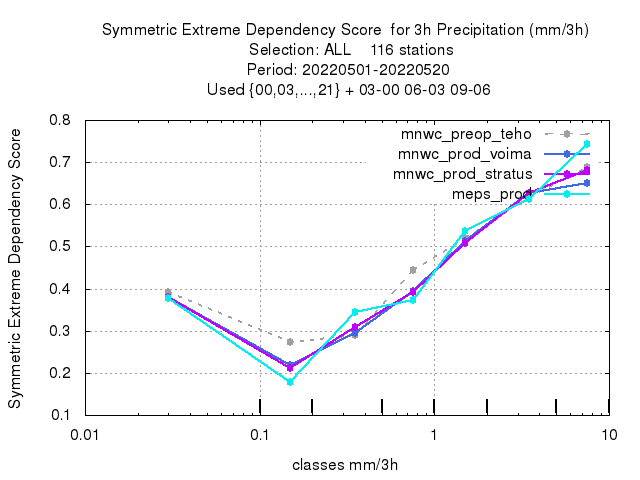 Symmetric Extreme Dependency Score  for 3h Precipitation (mm/3h)
Selection: ALL    116 stations
Period: 20220501-20220520
Used {00,03,...,21} + 03-00 06-03 09-06
Symmetric Extreme Dependency Score
0.8
0.7
0.6
0.5
0.4
0.3
0.2
0.1
mnwc_preop_teho
mnwc_prod_voima
mnwc_prod_stratus
meps_prod
0.01
0.1
1
10
classes mm/3h